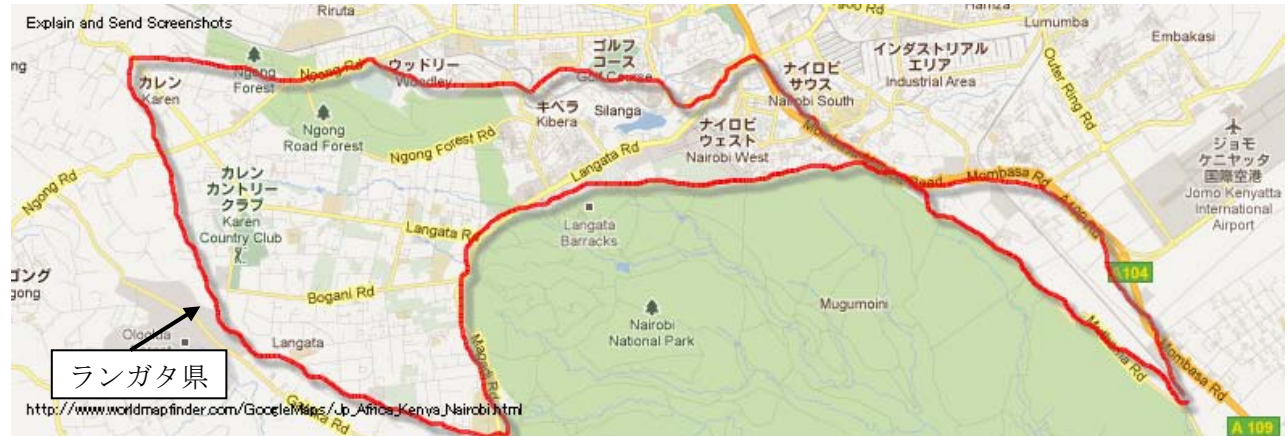 Explain and Send Screenshots
Riruta
Rd
Hamza
Lumumba
Embakasi
ng
カレン
Karen
Ngong
Forest
Ngong Rd
ウッドリー
Woodley
ゴルフ
コース
Golf Course
ナイロビ
サウス
Nairobi South
インダストリアル
エリア
Industrial Area
Outer Ring Rd
キベラ
Kibera
Silanga
Ngong
Road Forest
Ngong Forest Rd
Langata Rd
ナイロビ
ウェスト
Nairobi West
Mombasa Rd
ジョモ
ケニヤッタ
国際空港
Jomo Kenyatta
International
Airport
Ngong Rd
カレン
カントリー
クラブ
Karen
Country Club
Langata Rd
Langata
Barracks
A104
ゴング
gong
Bogani Rd
Mugumoini
Nairobi
National Park
Langata
Magadi Rd
Mombasa Rd
ランガタ県
http://www.worldmapfinder.com/GoogleMaps/Jp_Africa_Kenya_Nairobi.html
A 109